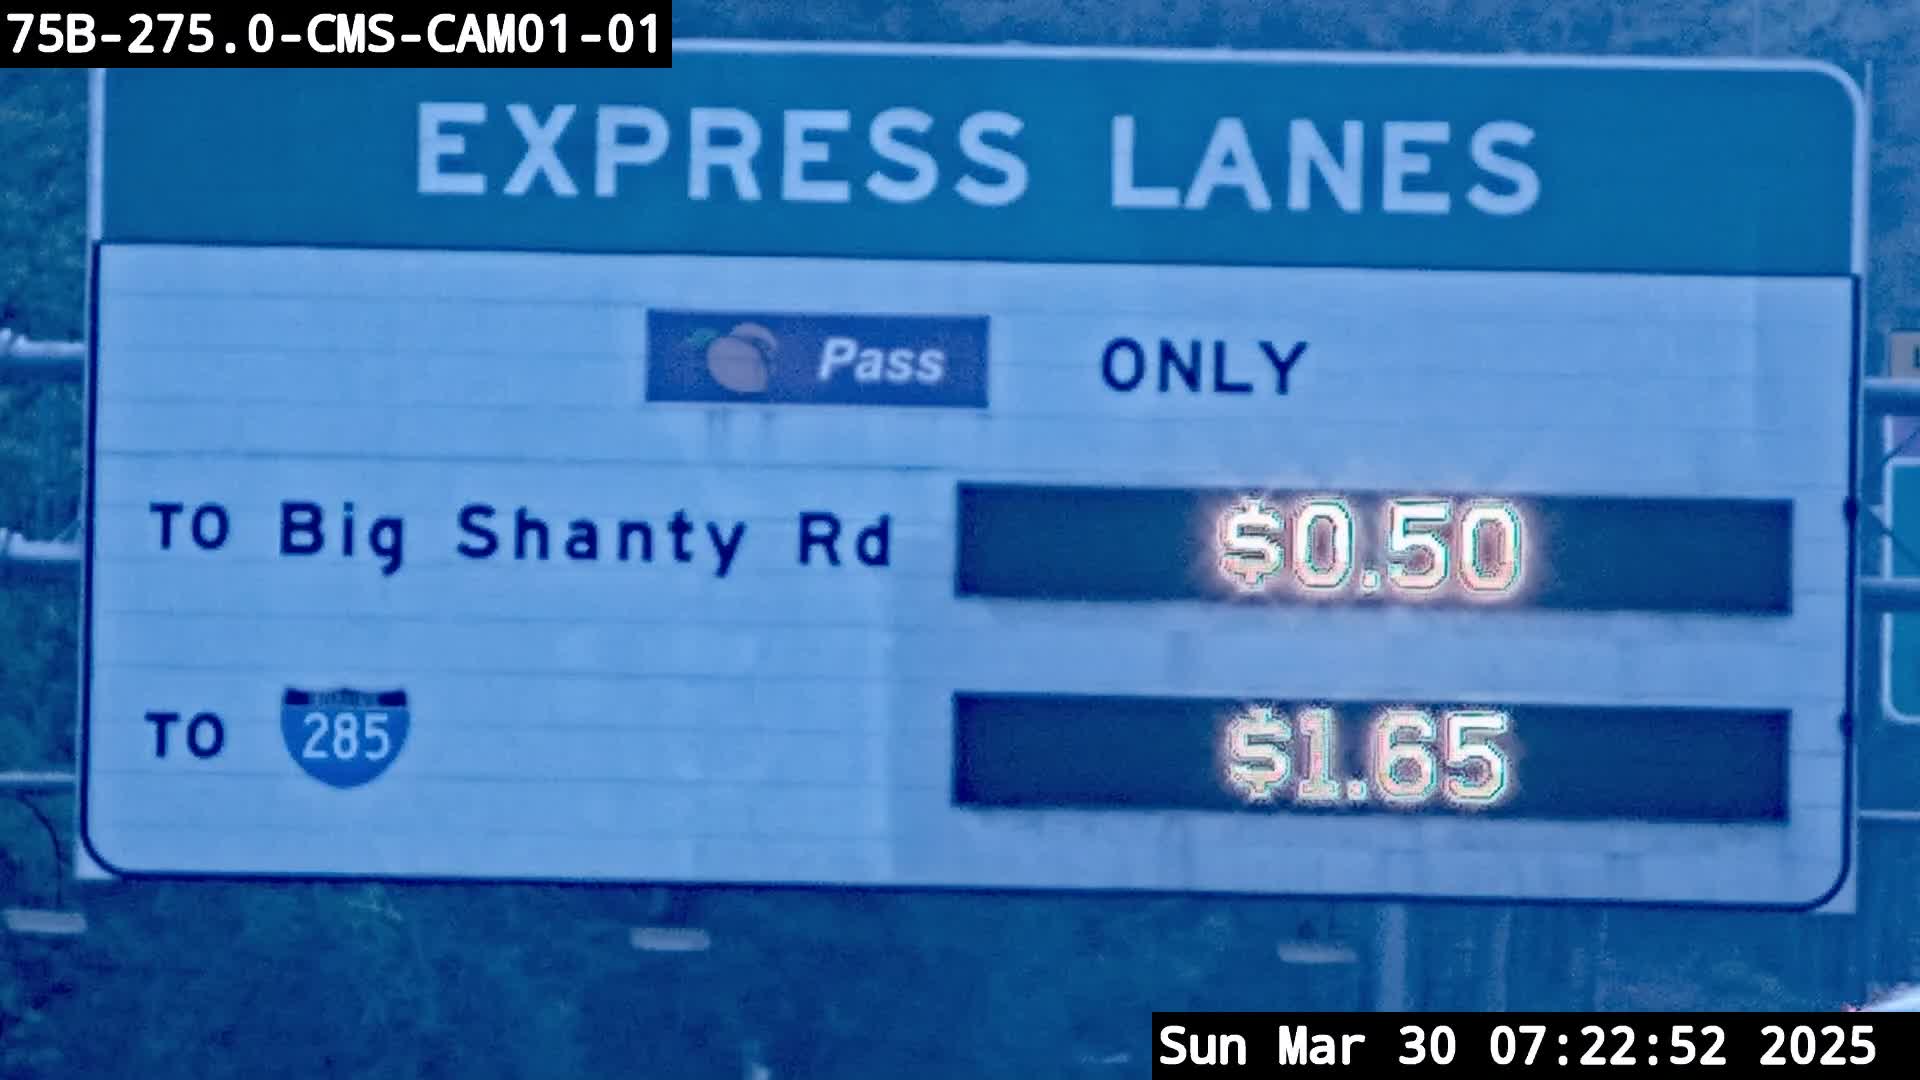 75B-275.0-CMS-CAM01-01
EXPRESS LANES
Pass ONLY
TO Big Shanty Rd $0.50
TO 285 $1.65
Sun Mar 30 07:22:52 2025